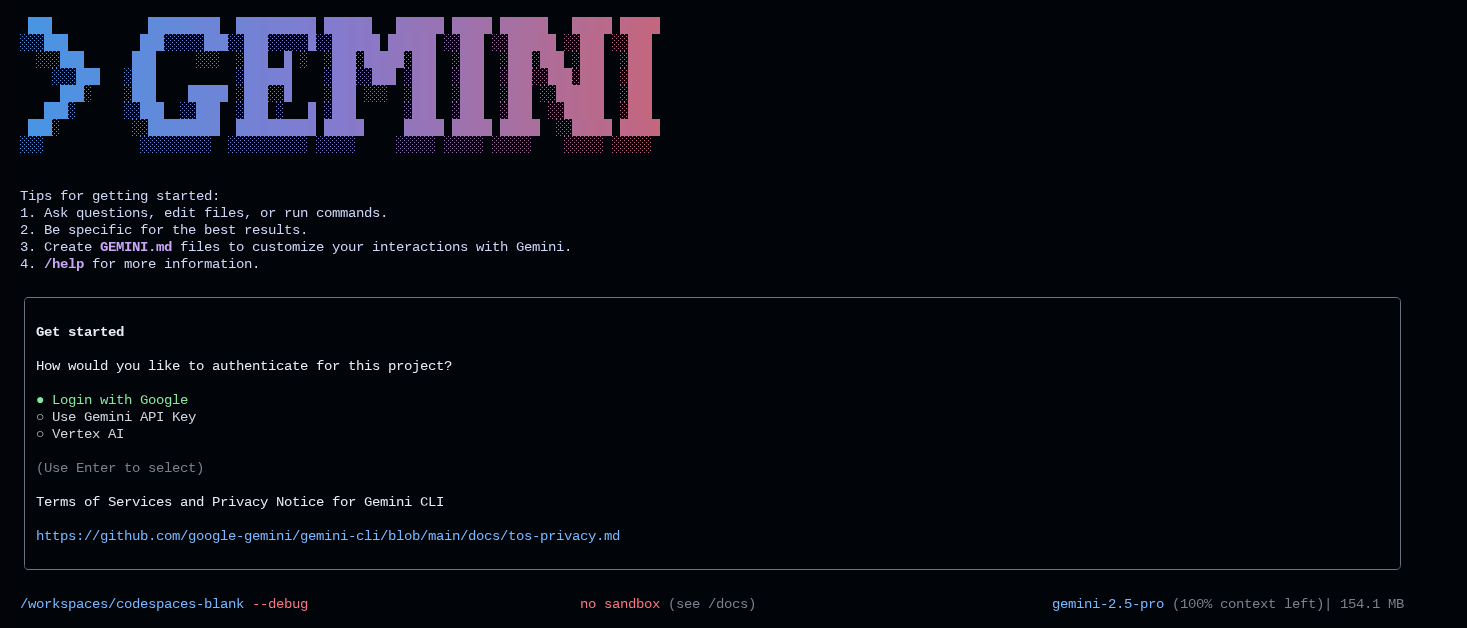 > GEMINI
Tips for getting started:
1. Ask questions, edit files, or run commands.
2. Be specific for the best results.
3. Create GEMINI.md files to customize your interactions with Gemini.
4. /help for more information.
Get started
How would you like to authenticate for this project?
● Login with Google
○ Use Gemini API Key
○ Vertex AI
(Use Enter to select)
Terms of Services and Privacy Notice for Gemini CLI
https://github.com/google-gemini/gemini-cli/blob/main/docs/tos-privacy.md
/workspaces/codespaces-blank --debug no sandbox (see /docs) gemini-2.5-pro (100% context left)| 154.1 MB